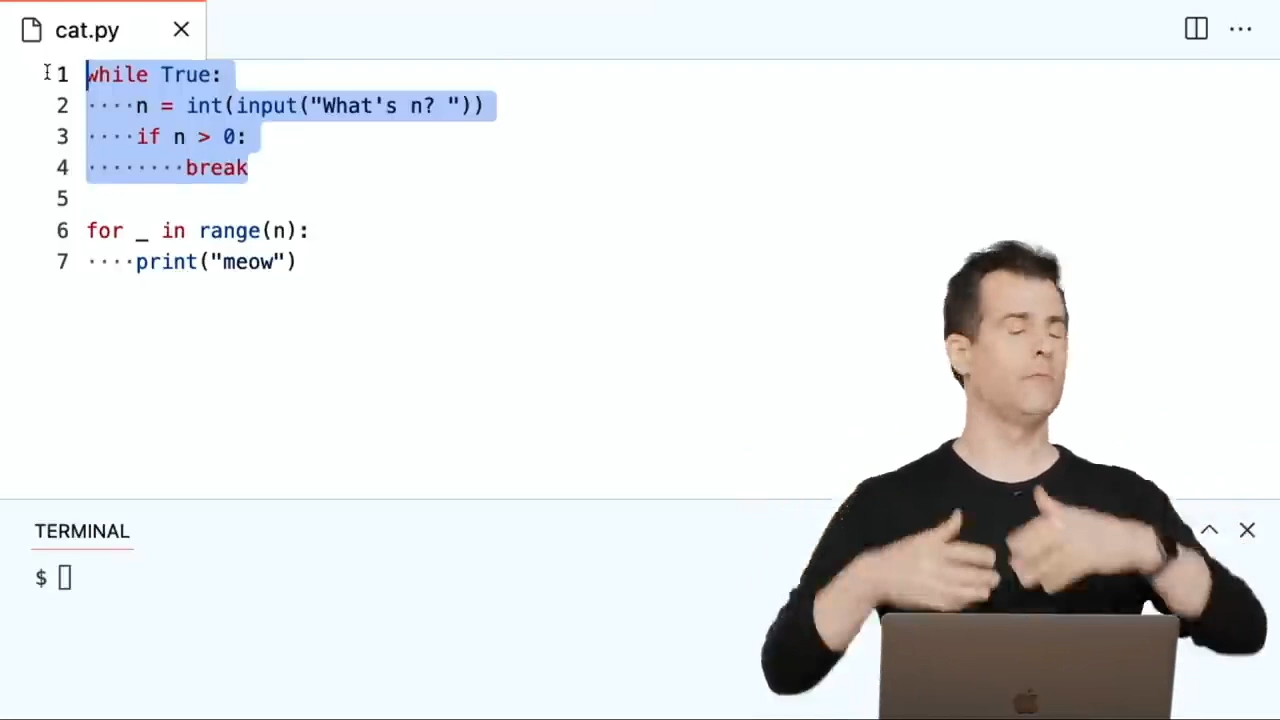 cat.py
1 while True:
2 ····n = int(input("What's n? "))
3 ····if n > 0:
4 ········break
5
6 for _ in range(n):
7 ····print("meow")
TERMINAL
$